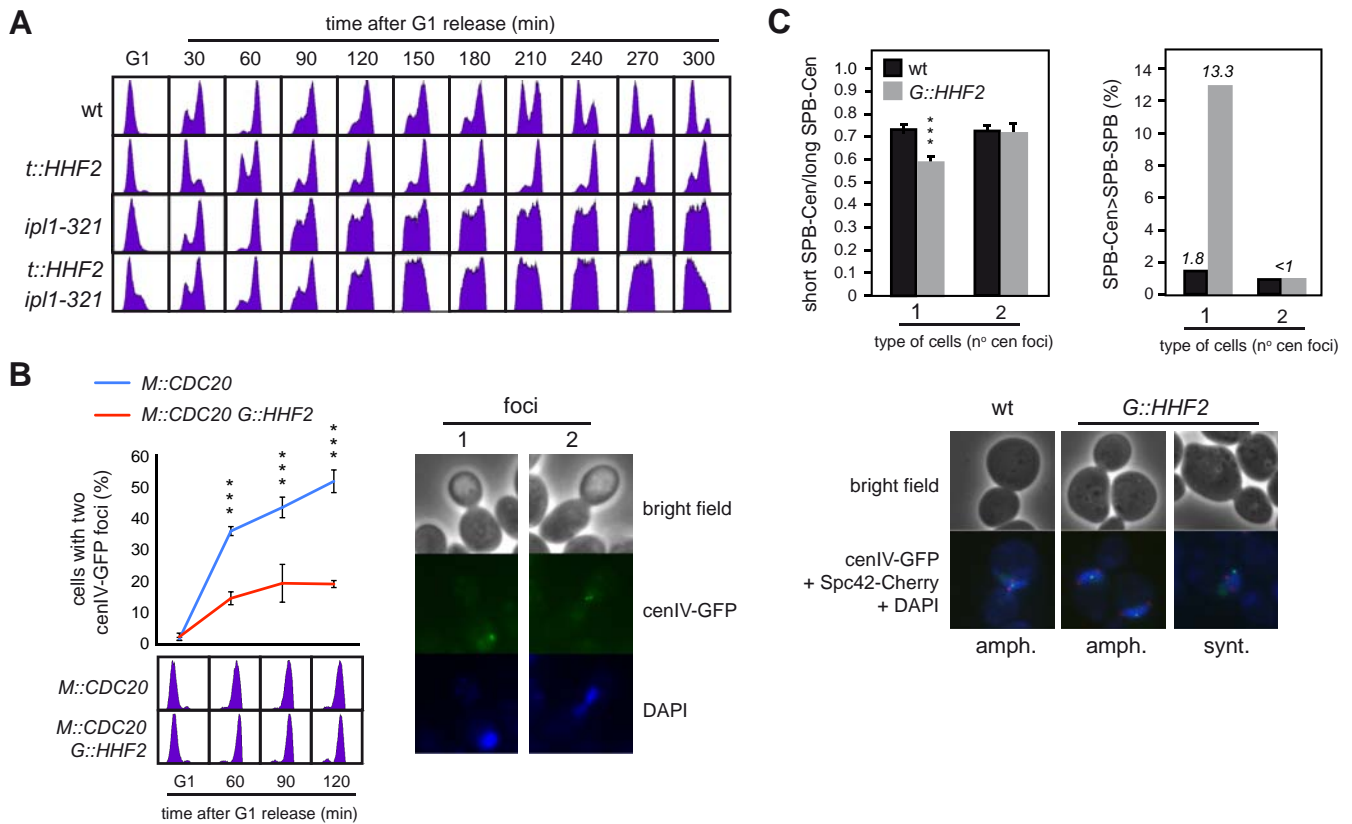 A
time after G1 release (min)
G1 30 60 90 120 150 180 210 240 270 300
wt
t::HHF2
ipl1-321
t::HHF2
ipl1-321
B
M::CDC20
M::CDC20 G::HHF2
cells with two
cenIV-GFP foci (%)
60
50
40
30
20
10
0
***
***
***
M::CDC20
M::CDC20
G::HHF2
G1 60 90 120
time after G1 release (min)
foci
1 2
bright field
cenIV-GFP
DAPI
C
short SPB-Cen/long SPB-Cen
1.0
0.9
0.8
0.7
0.6
0.5
0.4
0.3
0.2
0.1
0
wt
G::HHF2
***
1 2
type of cells (nº cen foci)
SPB-Cen>SPB-SPB (%)
14
12
10
8
6
4
2
0
1.8
13.3
<1
1 2
type of cells (nº cen foci)
wt G::HHF2
bright field
cenIV-GFP
+ Spc42-Cherry
+ DAPI
amph. amph. synt.